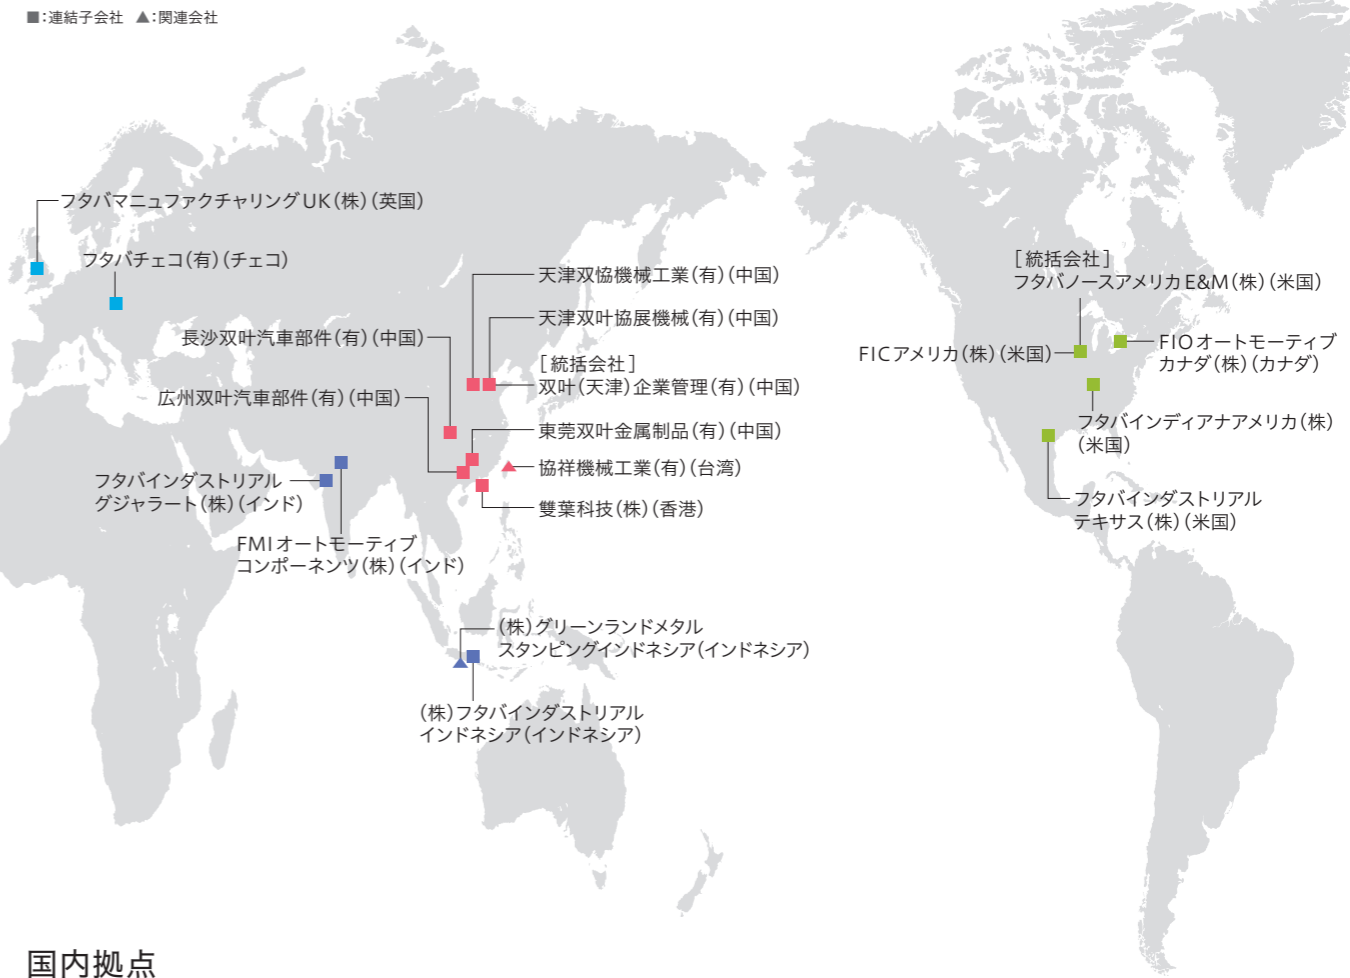 ■：連結子会社 ▲：関連会社
フタバマニュファクチャリングUK（株）（英国）
フタバチェコ（有）（チェコ）
天津双協機械工業（有）（中国）
天津双叶協展機械（有）（中国）
長沙双叶汽車部件（有）（中国）
［統括会社］
双叶（天津）企業管理（有）（中国）
広州双叶汽車部件（有）（中国）
東莞双叶金属制品（有）（中国）
協祥機械工業（有）（台湾）
雙葉科技（株）（香港）
フタバインダストリアル
グジャラート（株）（インド）
FMIオートモーティブ
コンポーネンツ（株）（インド）
（株）グリーンランドメタル
スタンピングインドネシア（インドネシア）
（株）フタバインダストリアル
インドネシア（インドネシア）
［統括会社］
フタバノースアメリカE&M（株）（米国）
FICアメリカ（株）（米国）
FIOオートモーティブ
カナダ（株）（カナダ）
フタバインディアナアメリカ（株）
（米国）
フタバインダストリアル
テキサス（株）（米国）
国内拠点